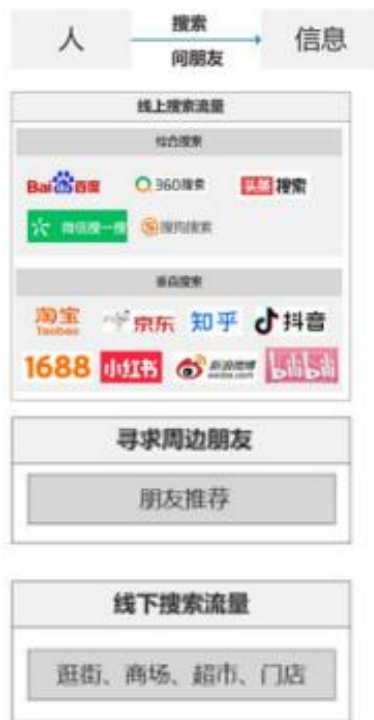 人 搜索 信息
问朋友
线上搜索流量
综合搜索
Bai百度 360搜索 头条搜索
微信搜一搜 搜狗搜索
垂直搜索
淘宝 京东 知乎 抖音
Taobao
1688 小红书 新浪微博 bilibili
weibo.com
寻求周边朋友
朋友推荐
线下搜索流量
逛街、商场、超市、门店